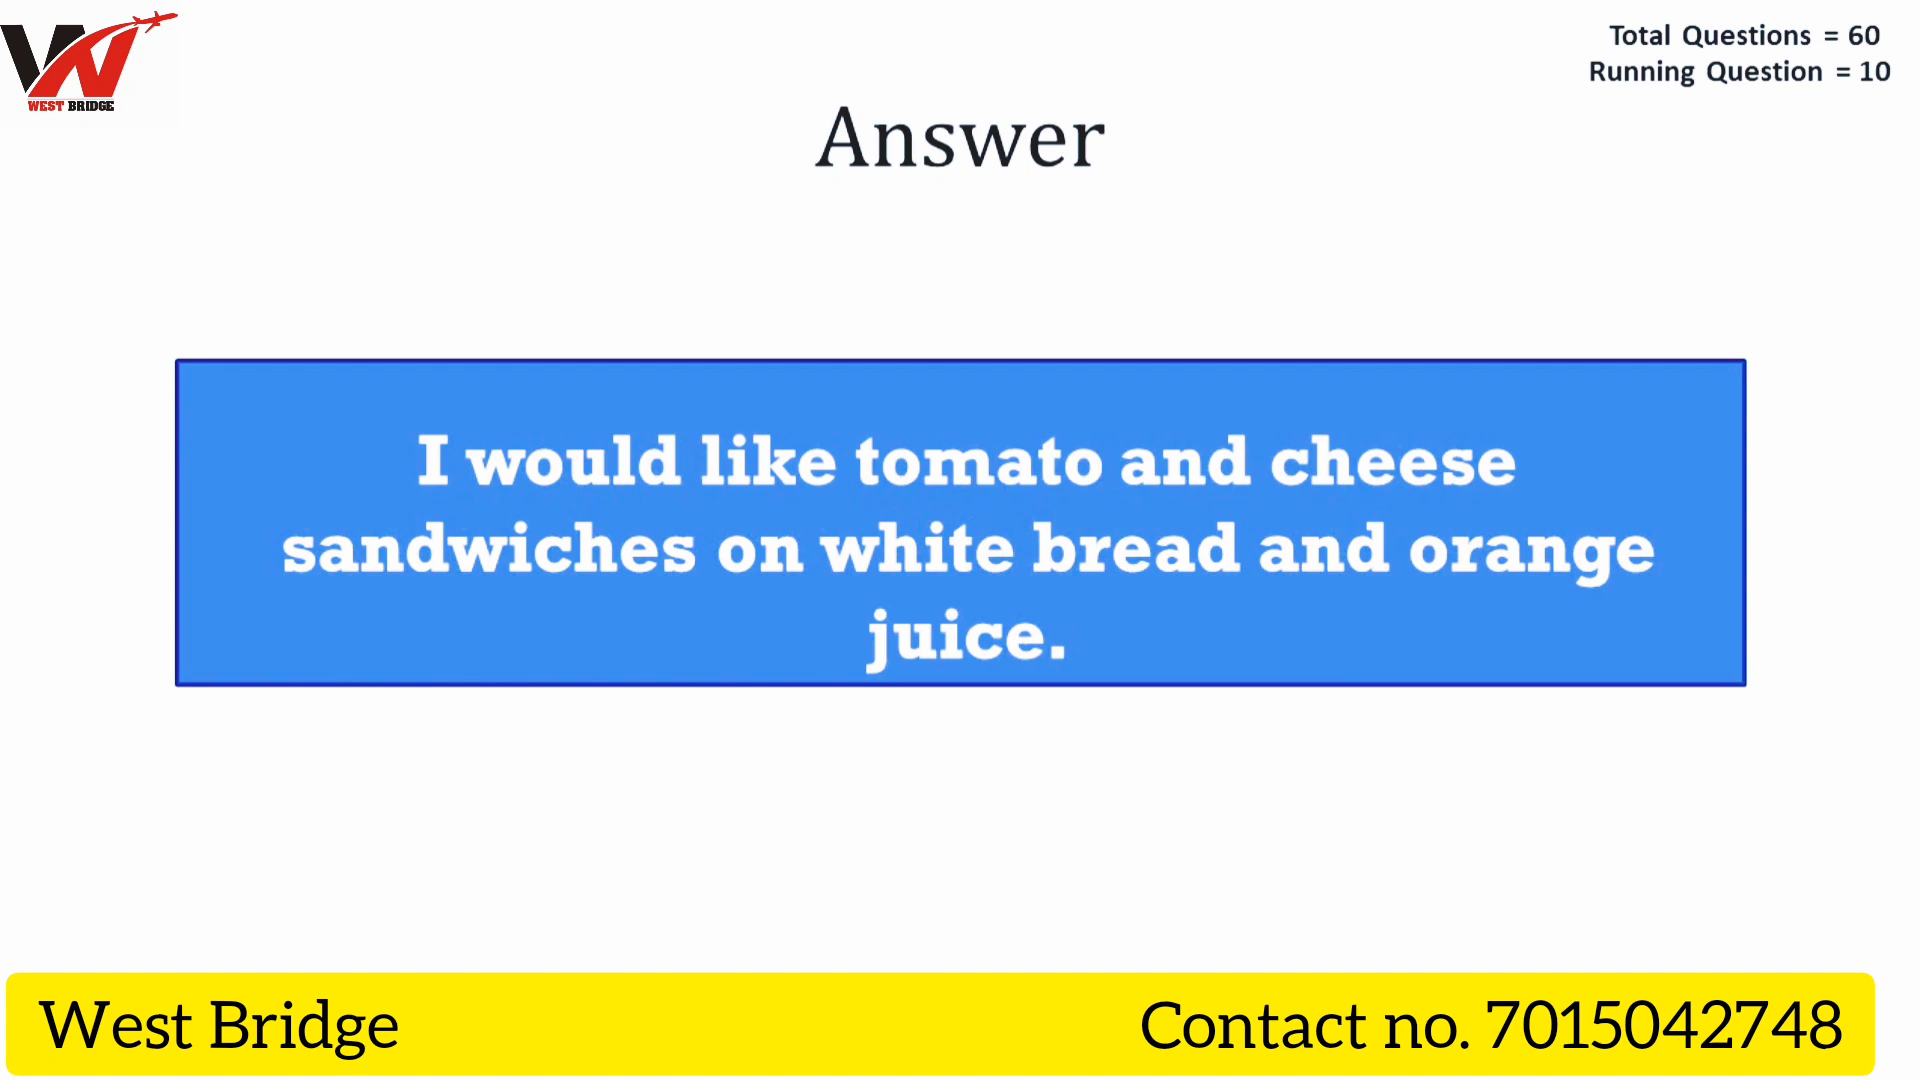 WEST BRIDGE
Total Questions = 60
Running Question = 10
Answer
I would like tomato and cheese
sandwiches on white bread and orange
juice.
West Bridge
Contact no. 7015042748